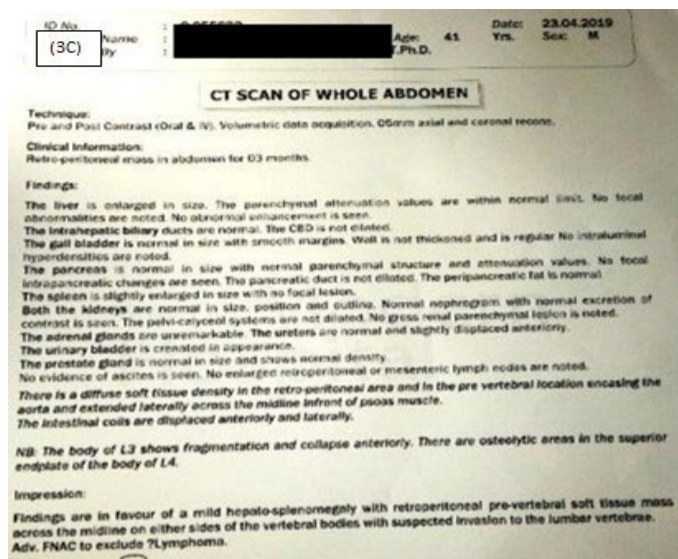 ID No. :
Date: 23.04.2019
(3C) Name : Age: 41 Yrs. Sex: M
By : .Ph.D.
CT SCAN OF WHOLE ABDOMEN
Technique:
Pre and Post Contrast (Oral & IV). Volumetric data acquisition. 05mm axial and coronal recons.
Clinical Information:
Retro-peritoneal mass in abdomen for 03 months.
Findings:
The liver is enlarged in size. The parenchymal attenuation values are within normal limit. No focal
abnormalities are noted. No abnormal enhancement is seen.
The intrahepatic biliary ducts are normal. The CBD is not dilated.
The gall bladder is normal in size with smooth margins. Wall is not thickened and is regular No intraluminal
hyperdensities are noted.
The pancreas is normal in size with normal parenchymal structure and attenuation values. No focal
intrapancreatic changes are seen. The pancreatic duct is not dilated. The peripancreatic fat is normal
The spleen is slightly enlarged in size with no focal lesion.
Both the kidneys are normal in size, position and outline. Normal nephrogram with normal excretion of
contrast is seen. The pelvi-calyceal systems are not dilated. No gross renal parenchymal lesion is noted.
The adrenal glands are unremarkable. The ureters are normal and slightly displaced anteriorly.
The urinary bladder is crenated in appearance.
The prostate gland is normal in size and shows normal density.
No evidence of ascites is seen. No enlarged retroperitoneal or mesenteric lymph nodes are noted.
There is a diffuse soft tissue density in the retro-peritoneal area and in the pre vertebral location encasing the
aorta and extended laterally across the midline infront of psoas muscle.
The intestinal coils are displaced anteriorly and laterally.
NB: The body of L3 shows fragmentation and collapse anteriorly. There are osteolytic areas in the superior
endplate of the body of L4.
Impression:
Findings are in favour of a mild hepato-splenomegaly with retroperitoneal pre-vertebral soft tissue mass
across the midline on either sides of the vertebral bodies with suspected invasion to the lumbar vertebrae.
Adv. FNAC to exclude ?Lymphoma.